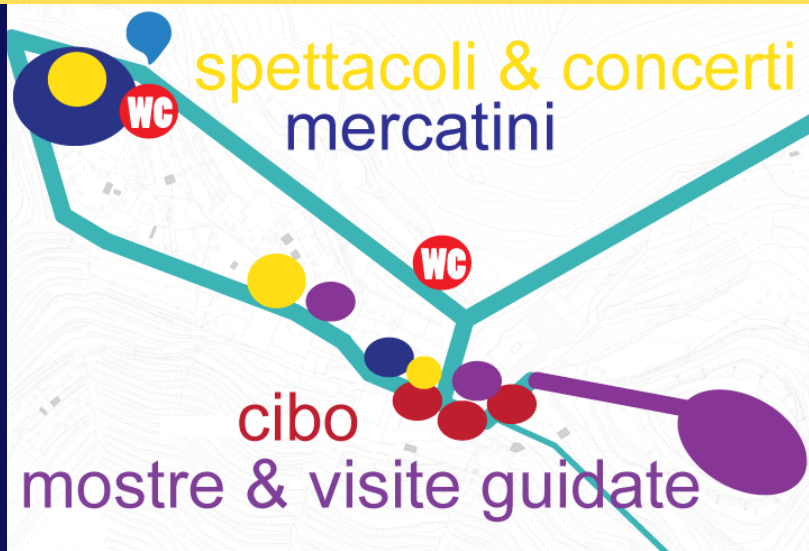 spettacoli & concerti
mercatini
WC
WC
cibo
mostre & visite guidate